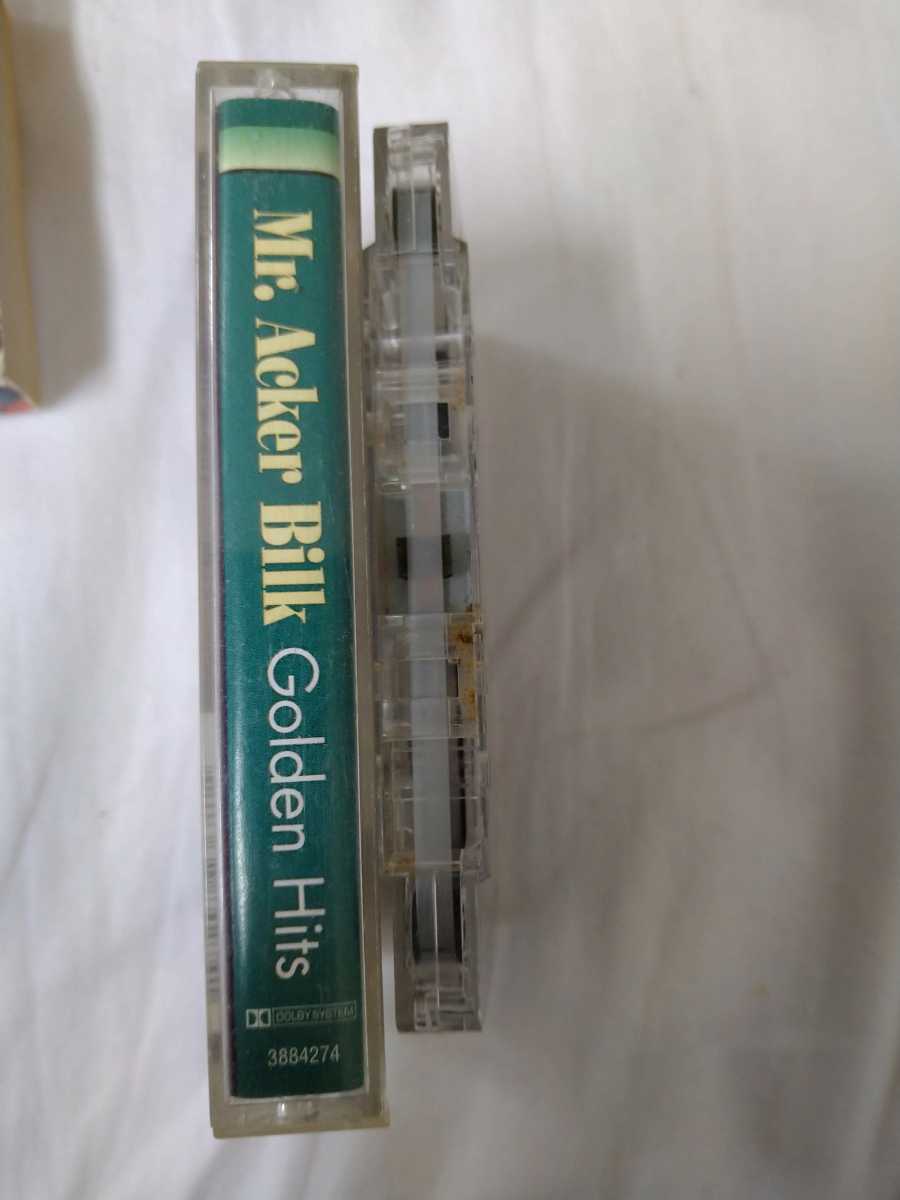 Mr. Acker Bilk Golden Hits
DOLBY SYSTEM
3884274